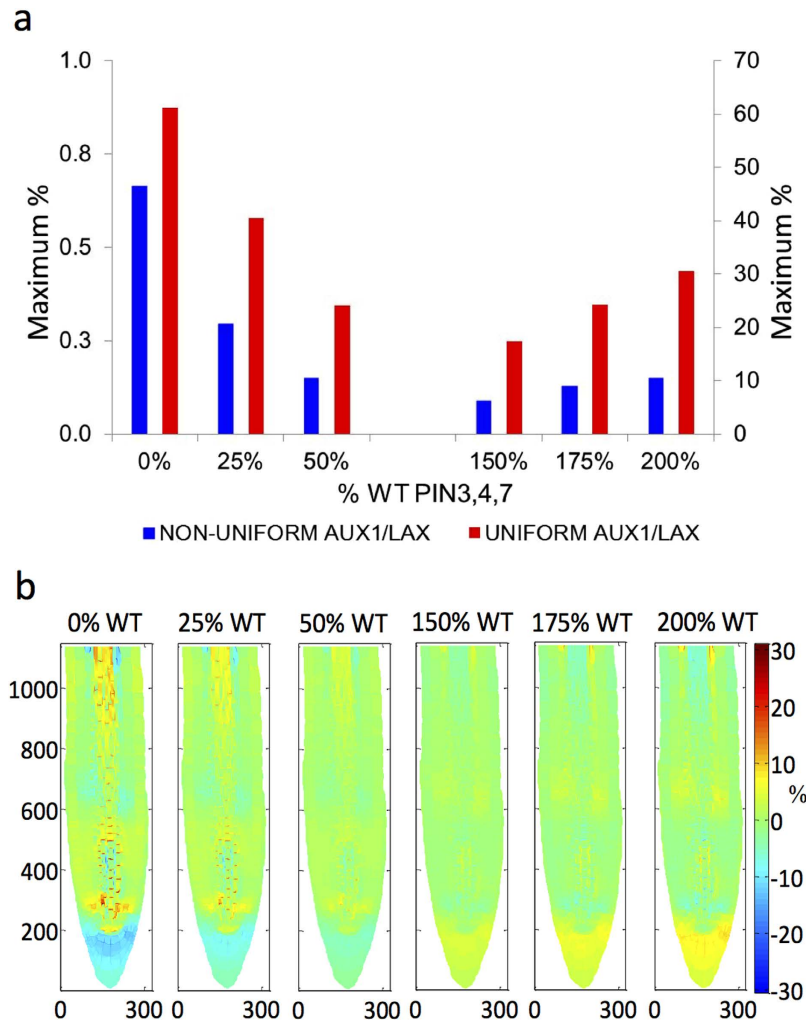 a
Maximum %
1.0
0.8
0.5
0.3
0.0
70
60
50
40
30
20
10
0
Maximum %
0% 25% 50% 150% 175% 200%
% WT PIN3,4,7
NON-UNIFORM AUX1/LAX UNIFORM AUX1/LAX
b
0% WT 25% WT 50% WT 150% WT 175% WT 200% WT
1000
800
600
400
200
30
20
10
0
-10
-20
-30
%
0 300 0 300 0 300 0 300 0 300 0 300